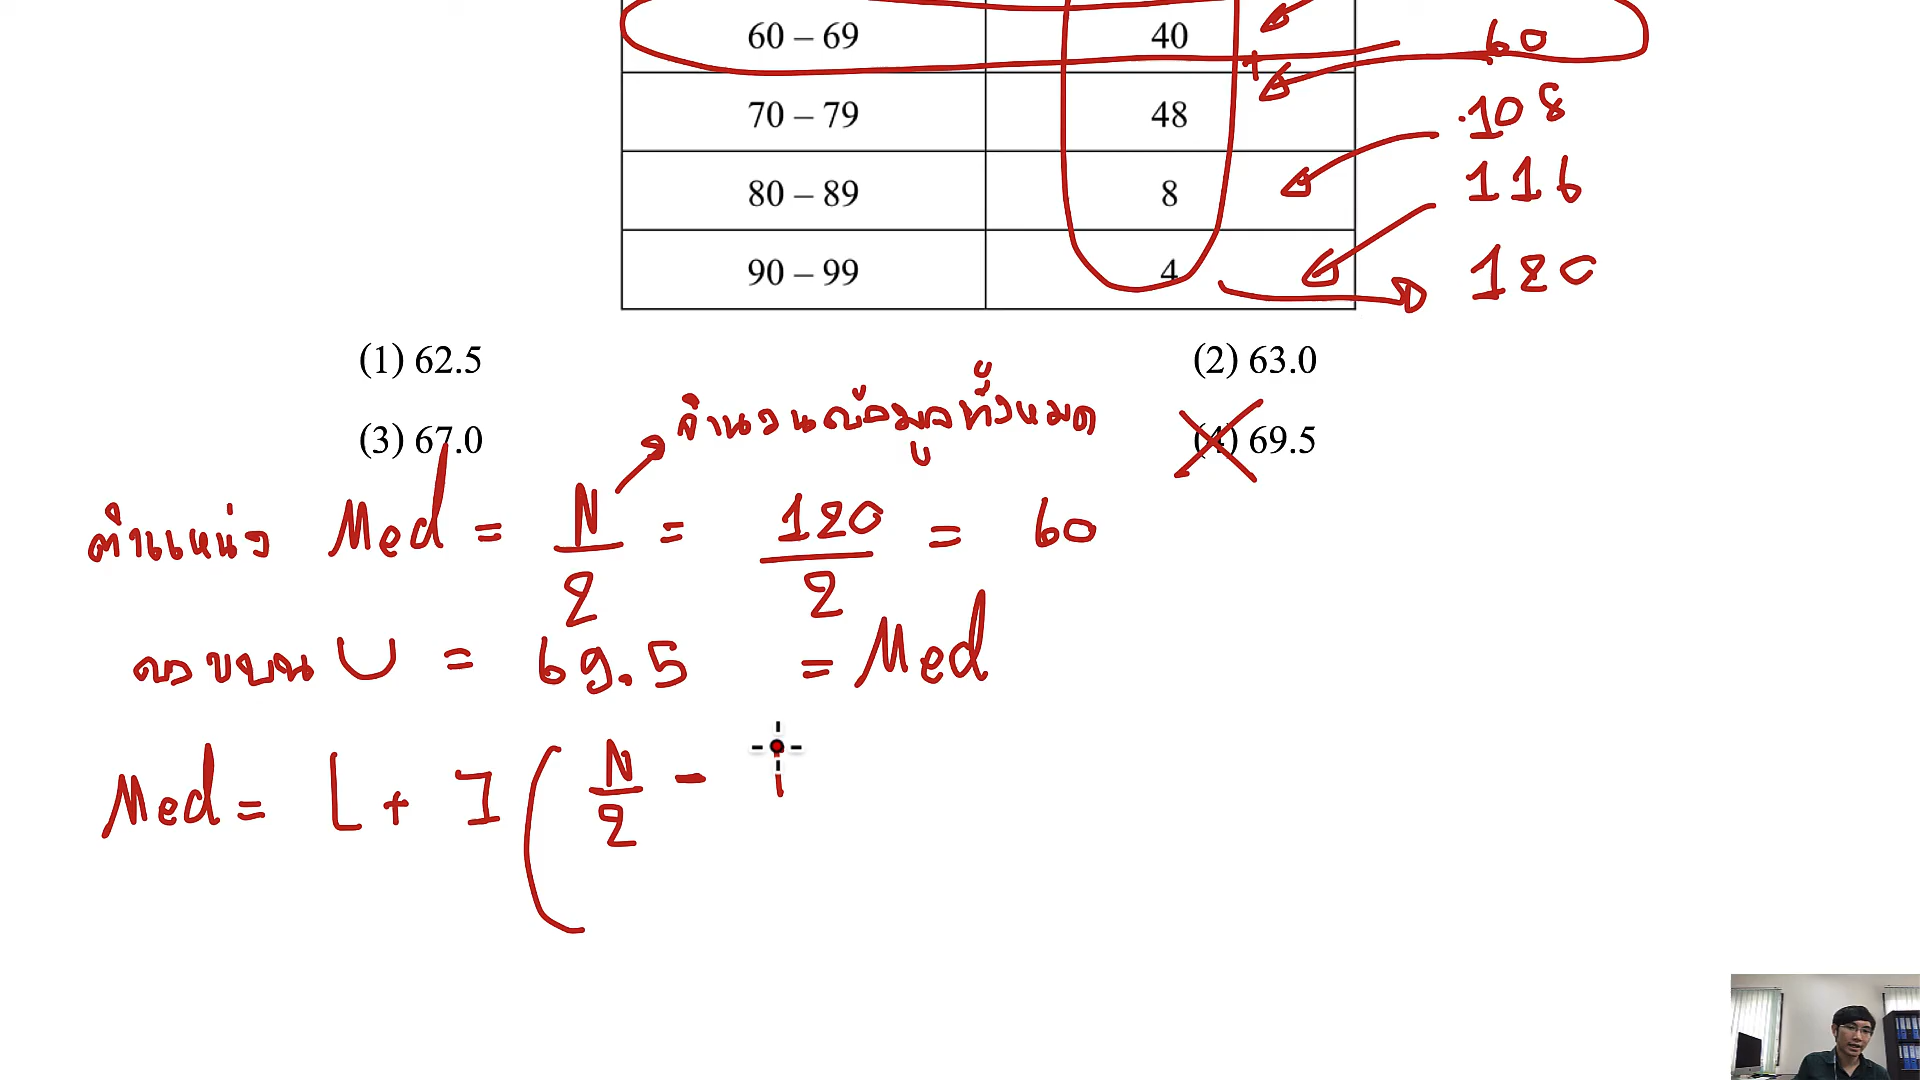 60 – 69 40 60
70 – 79 48 108
80 – 89 8 116
90 – 99 4 120
(1) 62.5 (2) 63.0
จำนวนข้อมูลทั้งหมด
(3) 67.0 (4) 69.5
ตำแหน่ง Med = N/2 = 120/2 = 60
ขอบบน U = 69.5 = Med
Med = L + I ( N/2 -